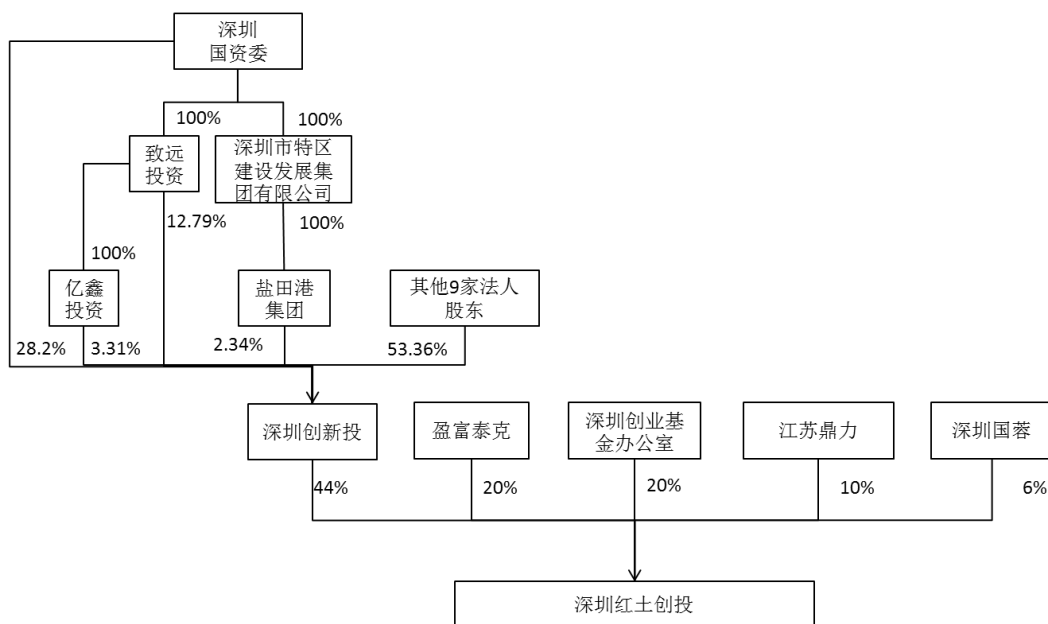 深圳
国资委
100%
100%
致远
投资
深圳市特区
建设发展集
团有限公司
12.79%
100%
100%
亿鑫
投资
盐田港
集团
其他9家法人
股东
28.2%
3.31%
2.34%
53.36%
深圳创新投
盈富泰克
深圳创业基
金办公室
江苏鼎力
深圳国蓉
44%
20%
20%
10%
6%
深圳红土创投